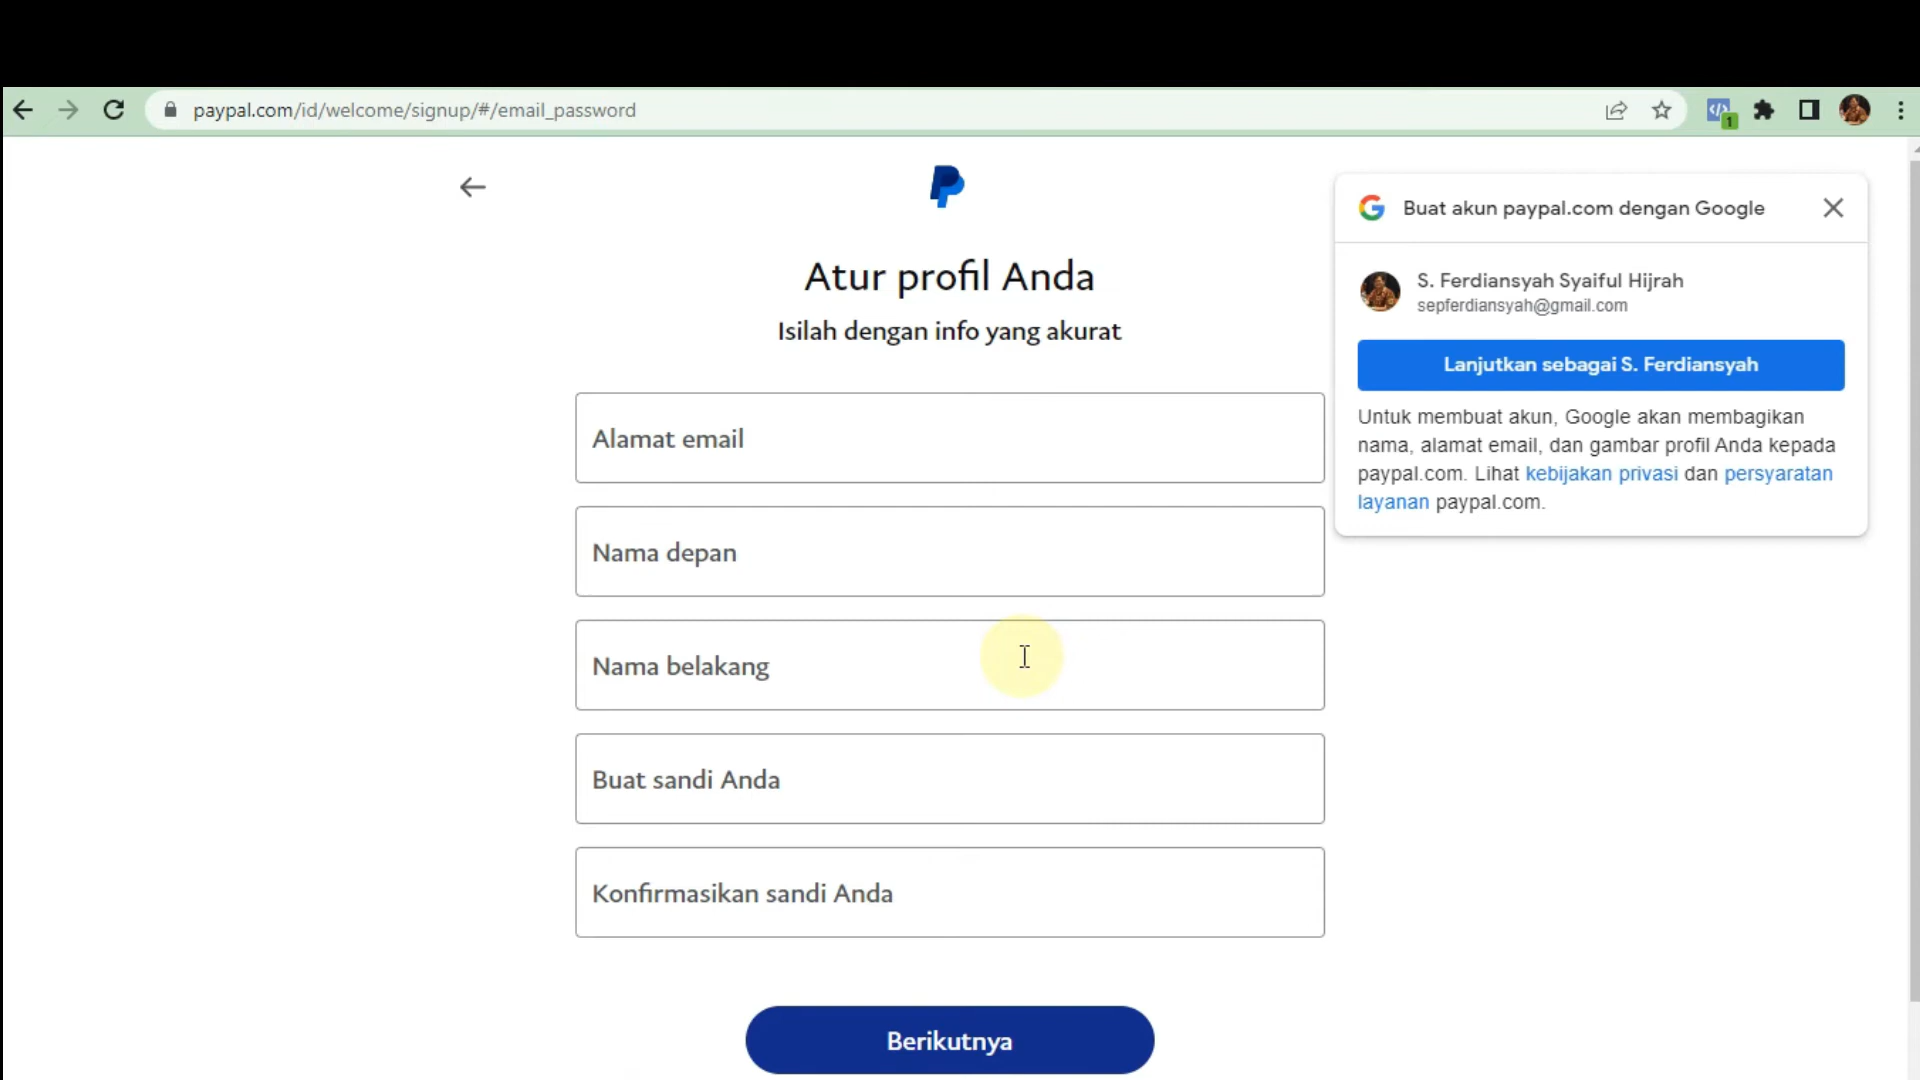 paypal.com/id/welcome/signup/#/email_password
1
Atur profil Anda
Isilah dengan info yang akurat
Alamat email
Nama depan
Nama belakang
Buat sandi Anda
Konfirmasikan sandi Anda
Berikutnya
Buat akun paypal.com dengan Google
S. Ferdiansyah Syaiful Hijrah
sepferdiansyah@gmail.com
Lanjutkan sebagai S. Ferdiansyah
Untuk membuat akun, Google akan membagikan
nama, alamat email, dan gambar profil Anda kepada
paypal.com. Lihat kebijakan privasi dan persyaratan
layanan paypal.com.